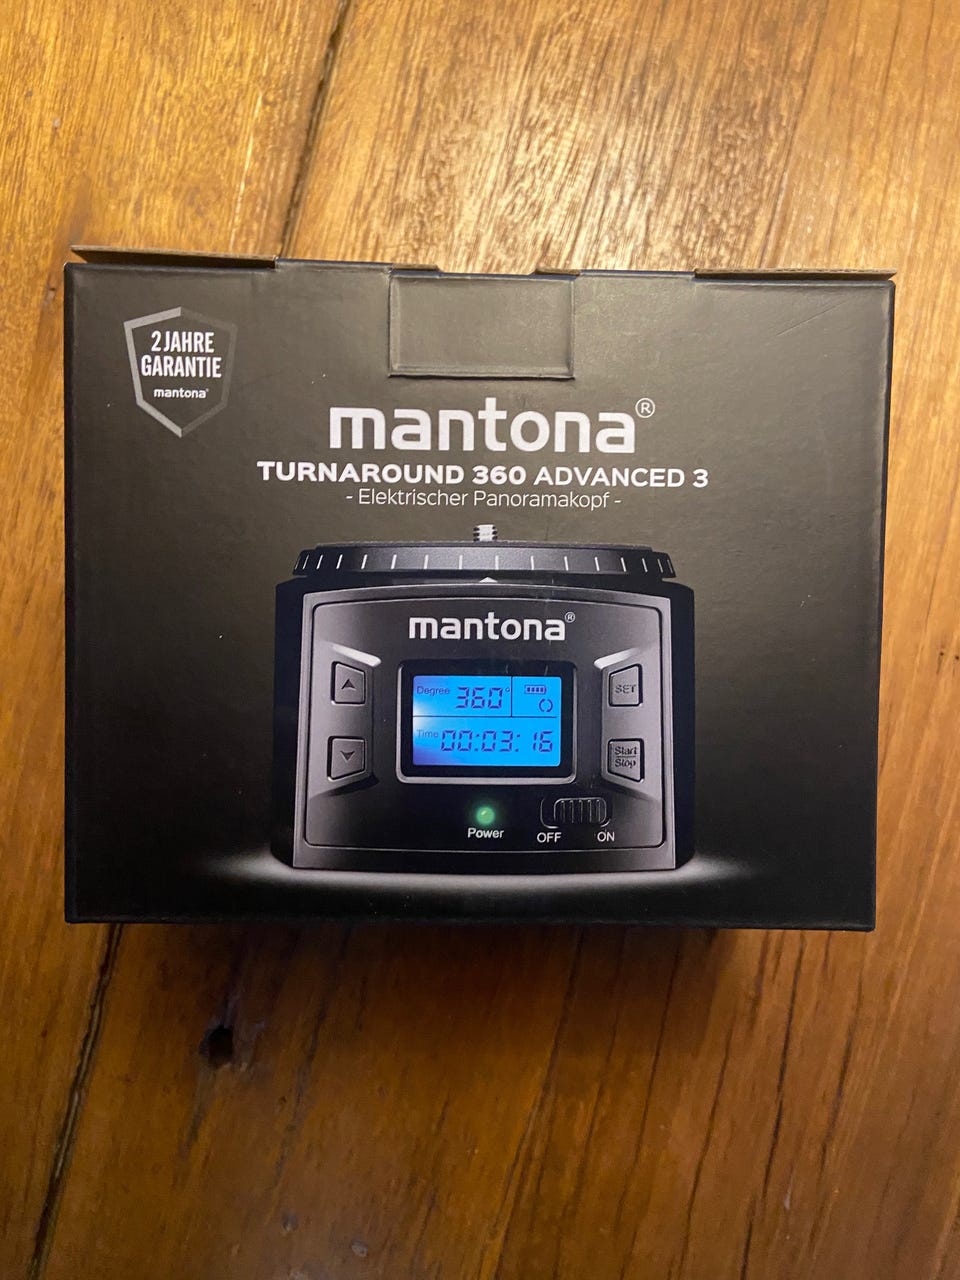 2 JAHRE
GARANTIE
mantona®
mantona®
TURNAROUND 360 ADVANCED 3
- Elektrischer Panoramakopf -
mantona®
Degree 360°
SET
Time 00:03:16
Start
Stop
Power
OFF ON